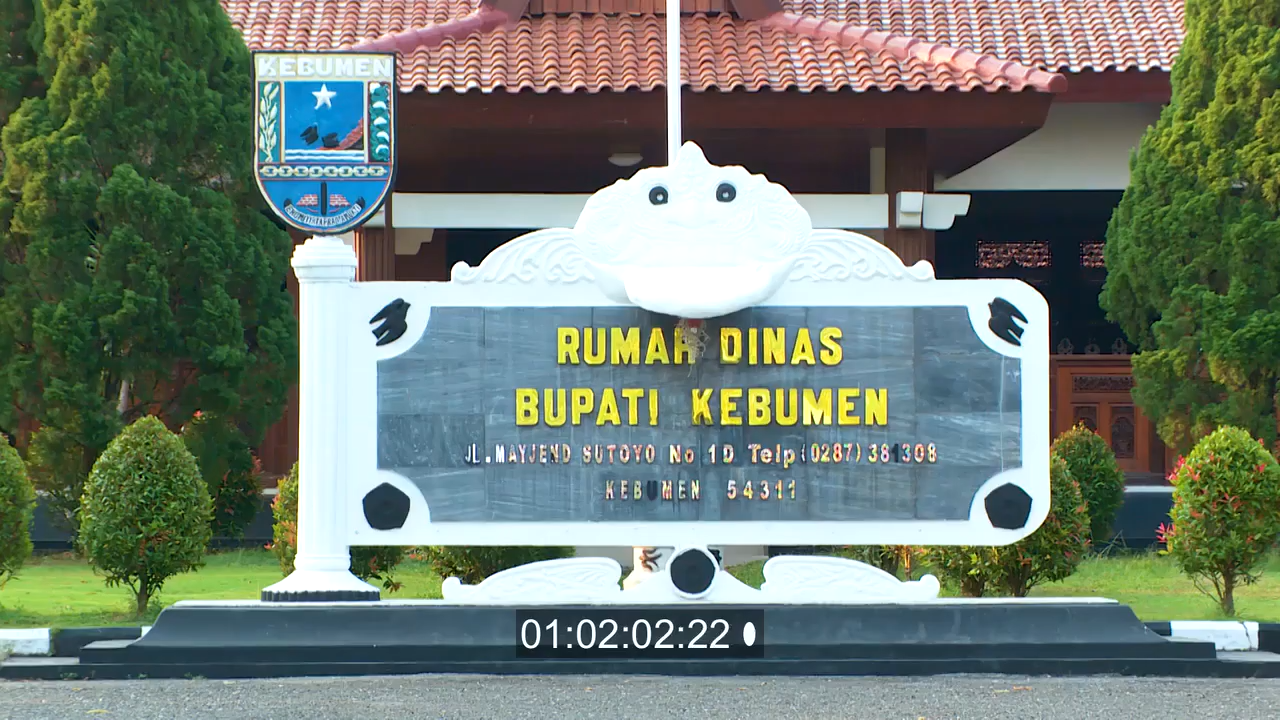 KEBUMEN
RUMAH DINAS
BUPATI KEBUMEN
JL.MAYJEND SUTOYO No 1D Telp(0287)381308
KEBUMEN 54311
01:02:02:22